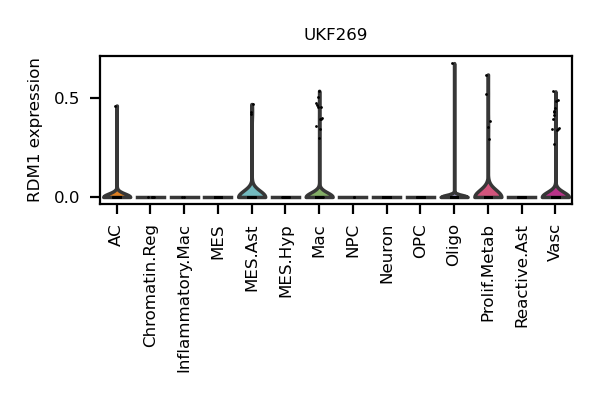 UKF269
RDM1 expression
0.5
0.0
AC
Chromatin.Reg
Inflammatory.Mac
MES
MES.Ast
MES.Hyp
Mac
NPC
Neuron
OPC
Oligo
Prolif.Metab
Reactive.Ast
Vasc